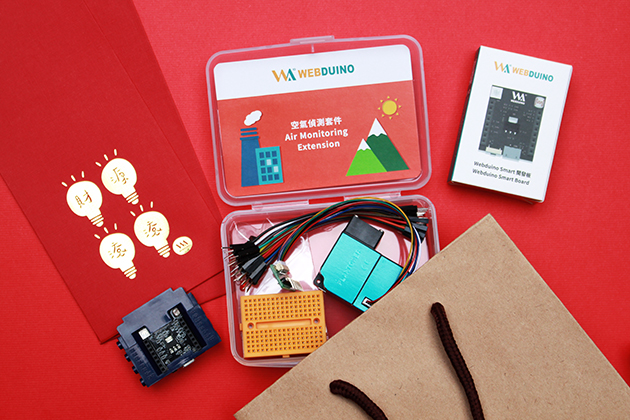 WEBDUINO
空氣偵測套件
Air Monitoring
Extension
WEBDUINO
Webduino Smart 開發板
Webduino Smart Board
財
源
滾
滾